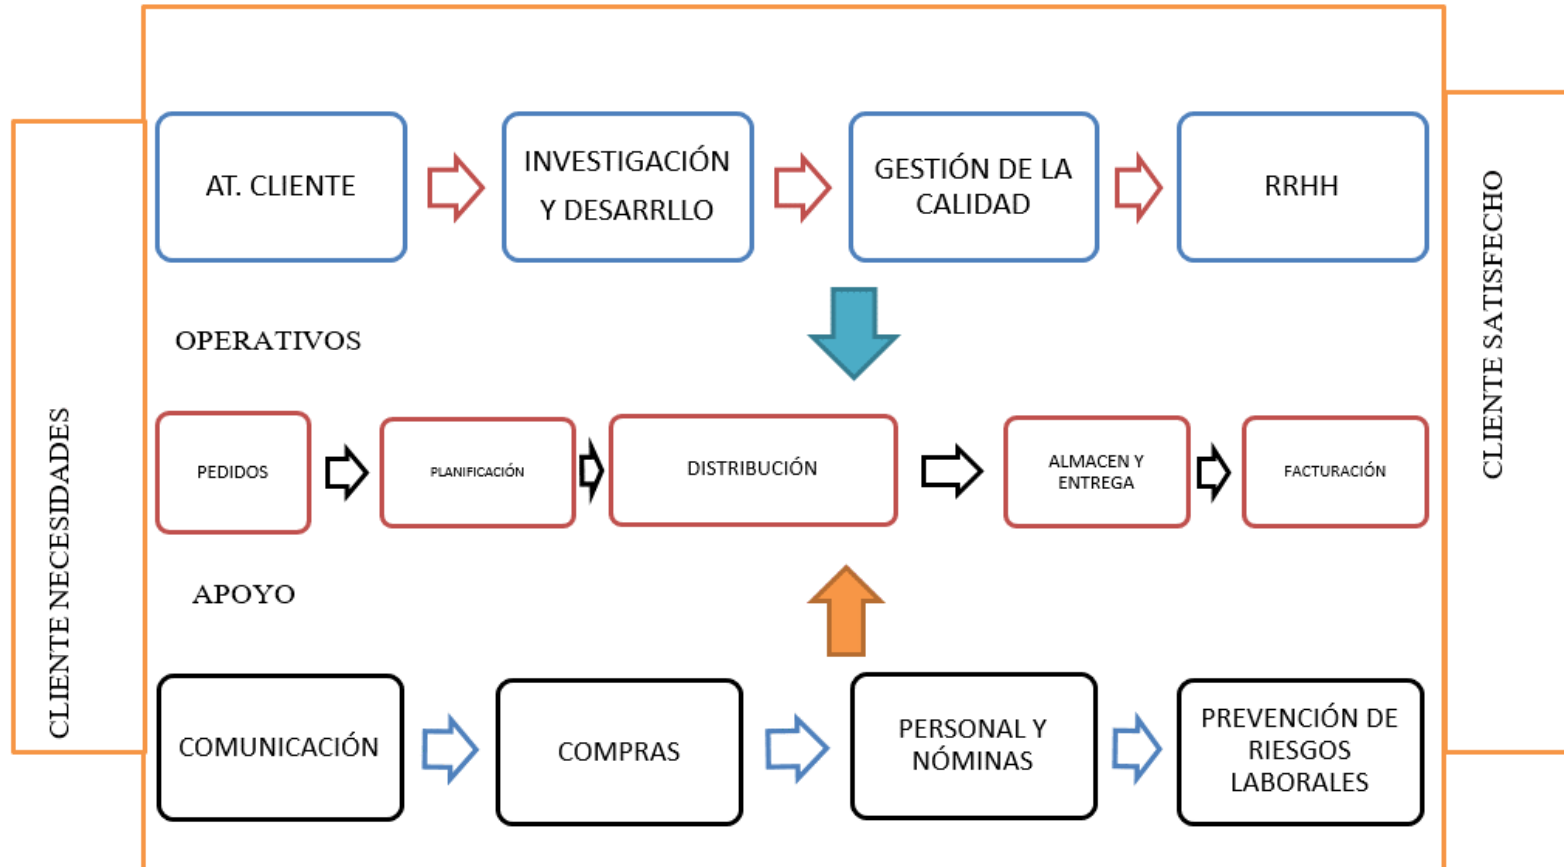 AT. CLIENTE
INVESTIGACIÓN
Y DESARRLLO
GESTIÓN DE LA
CALIDAD
RRHH
OPERATIVOS
PEDIDOS
PLANIFICACIÓN
DISTRIBUCIÓN
ALMACEN Y
ENTREGA
FACTURACIÓN
APOYO
COMUNICACIÓN
COMPRAS
PERSONAL Y
NÓMINAS
PREVENCIÓN DE
RIESGOS
LABORALES
CLIENTE NECESIDADES
CLIENTE SATISFECHO